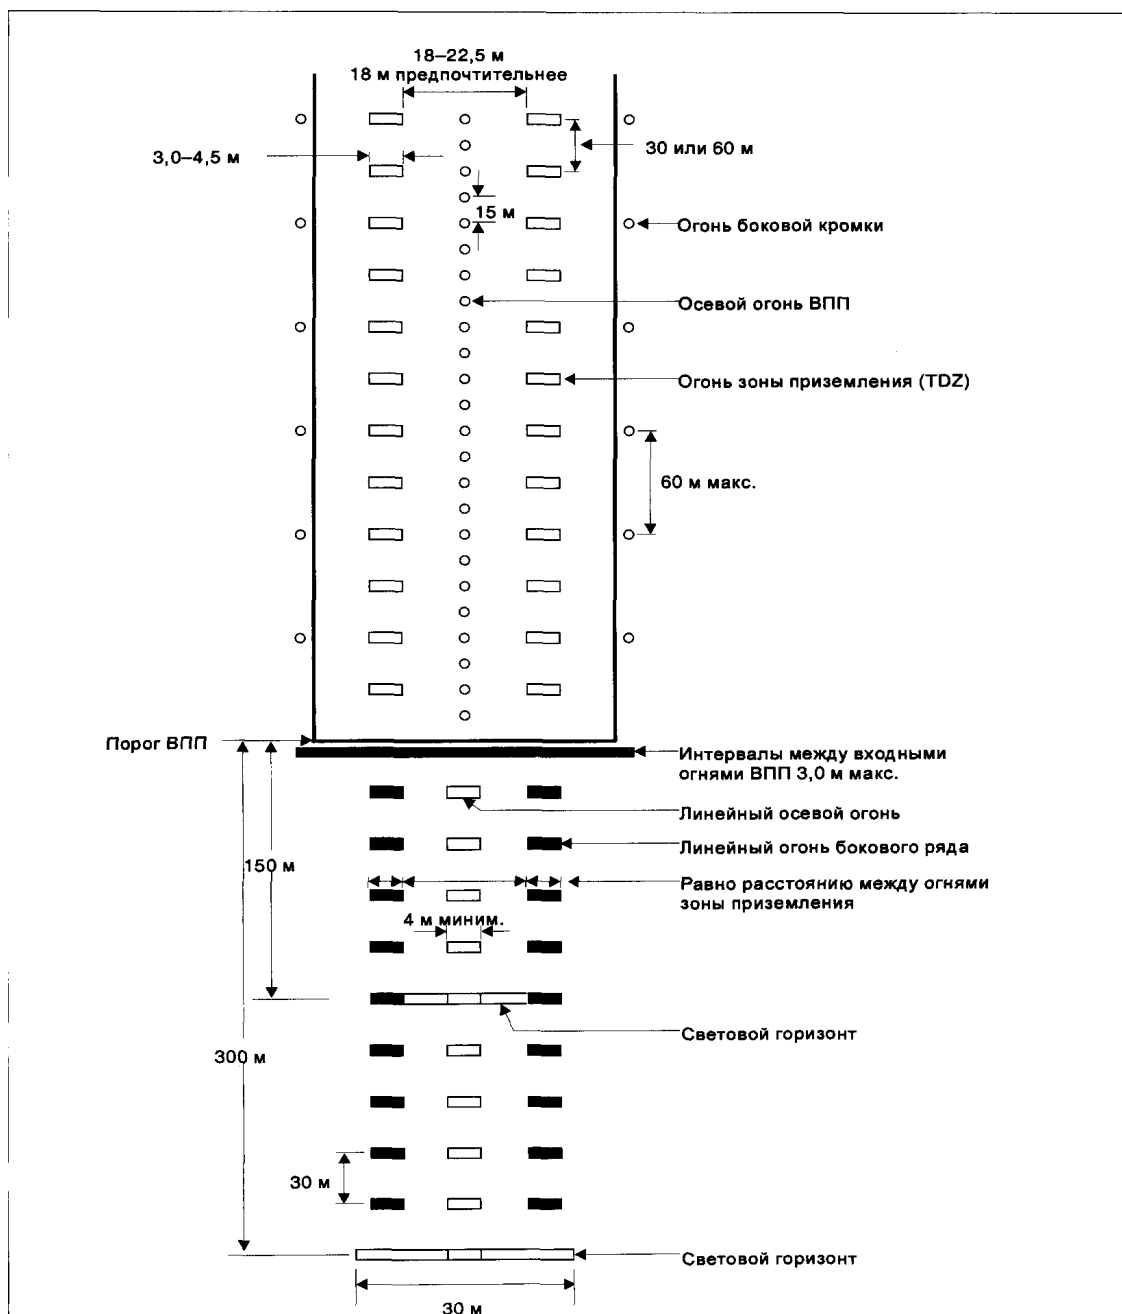 18–22,5 м
18 м предпочтительнее
3,0–4,5 м
30 или 60 м
15 м
Огонь боковой кромки
Осевой огонь ВПП
Огонь зоны приземления (TDZ)
60 м макс.
Порог ВПП
Интервалы между входными
огнями ВПП 3,0 м макс.
Линейный осевой огонь
Линейный огонь бокового ряда
150 м
Равно расстоянию между огнями
зоны приземления
4 м миним.
Световой горизонт
300 м
30 м
Световой горизонт
30 м